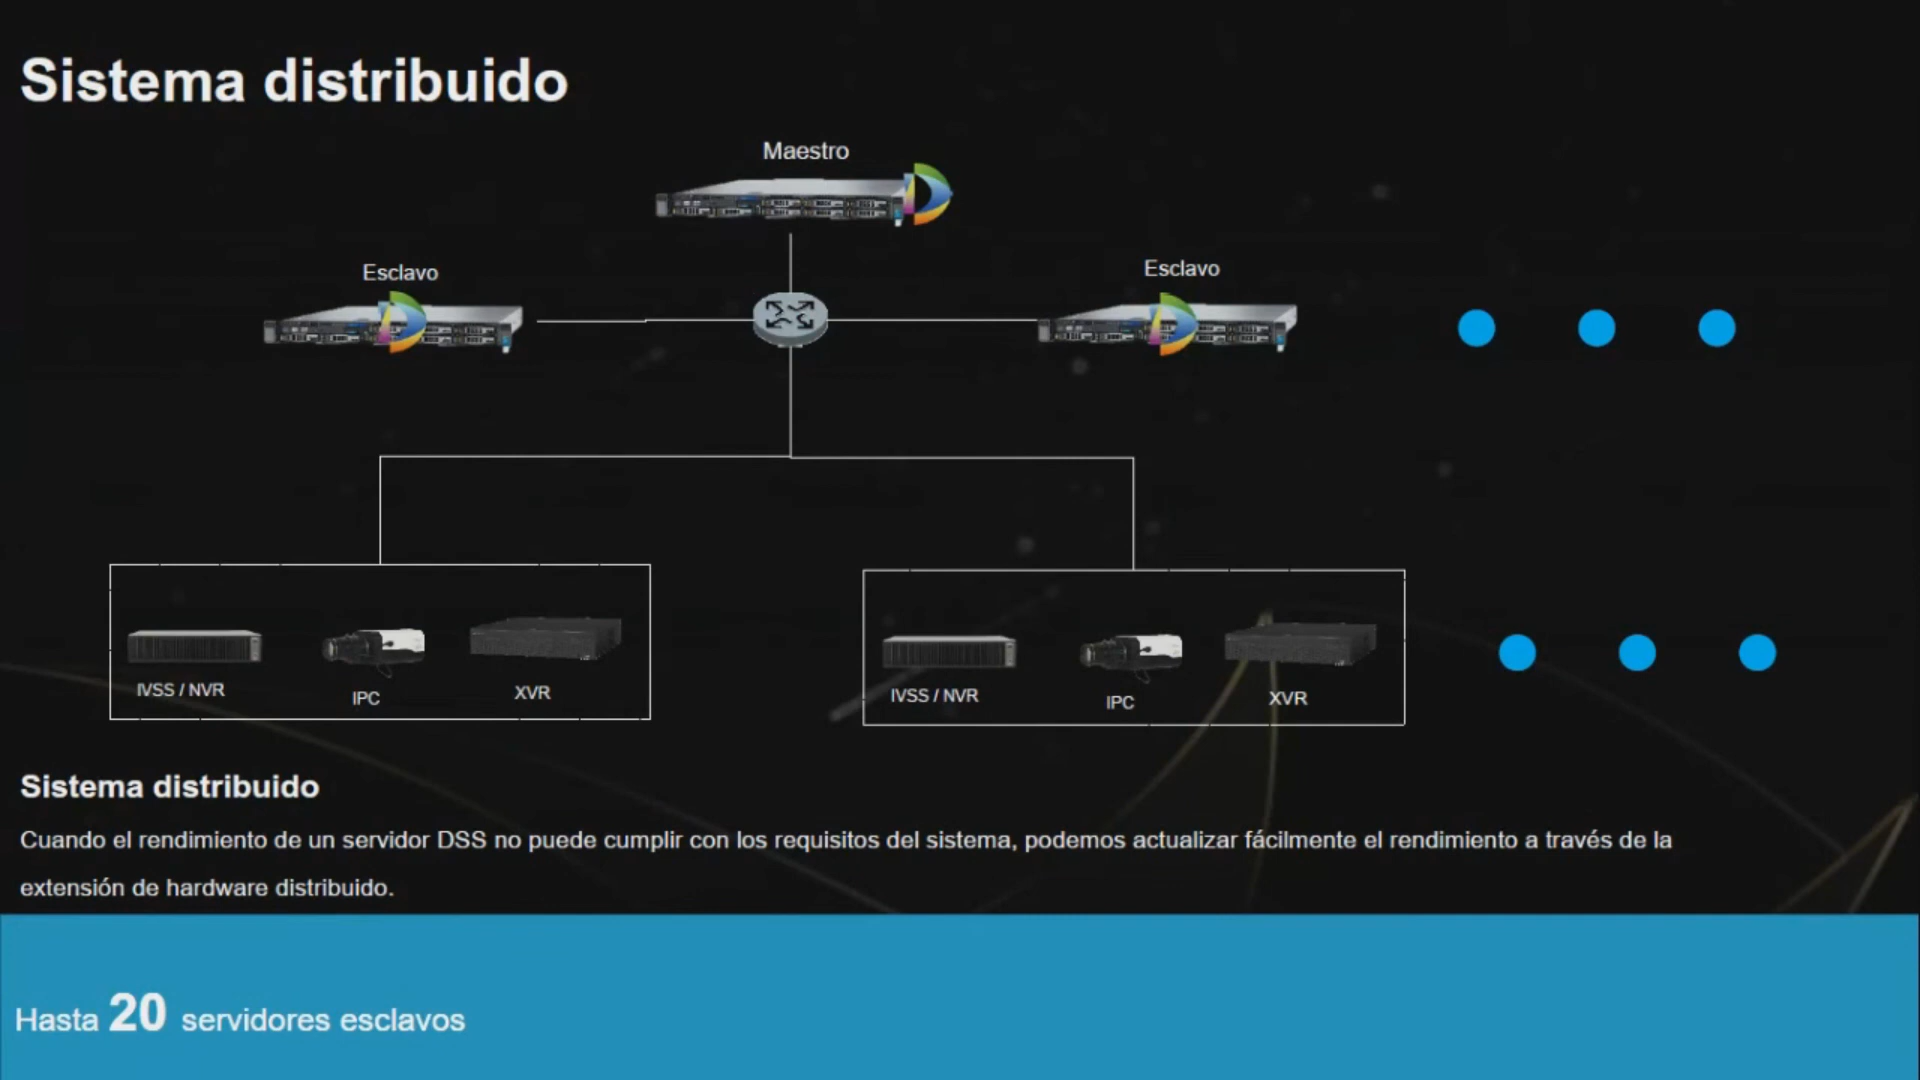 Sistema distribuido
Maestro
Esclavo
Esclavo
IVSS / NVR
IPC
XVR
IVSS / NVR
IPC
XVR
Sistema distribuido
Cuando el rendimiento de un servidor DSS no puede cumplir con los requisitos del sistema, podemos actualizar fácilmente el rendimiento a través de la
extensión de hardware distribuido.
Hasta 20 servidores esclavos